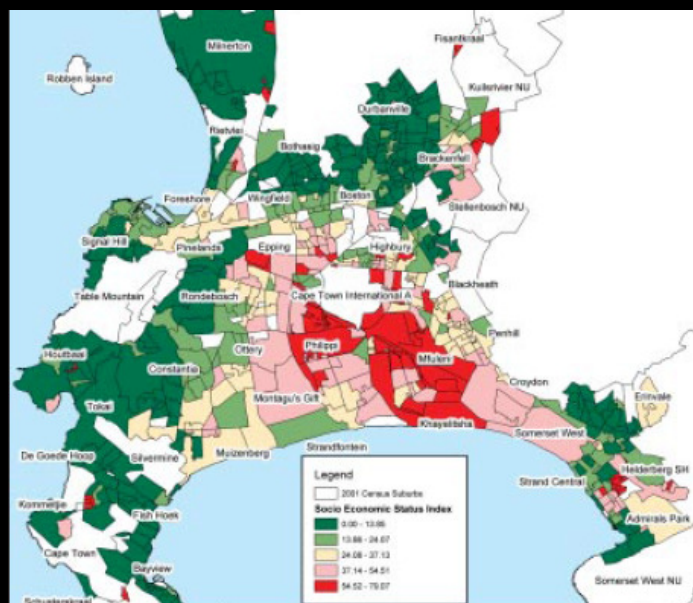 Milnerton
Fisantkraal
Robben Island
Kuilsrivier NU
Durbanville
Rietvlei
Bothasig
Brackenfell
Foreshore
Wingfield
Boston
Stellenbosch NU
Signal Hill
Pinelands
Epping
Highbury
Table Mountain
Rondebosch
Cape Town International A
Blackheath
Houtbaai
Constantia
Ottery
Philippi
Mfuleni
Penhill
Tokai
Montagu's Gift
Croydon
Erinvale
De Goede Hoop
Silvermine
Muizenberg
Strandfontein
Khayelitsha
Somerset West
Strand Central
Helderberg SH
Kommetjie
Fish Hoek
Admirals Park
Cape Town
Bayview
Somerset West NU
Legend
2001 Census Suburbs
Socio Economic Status Index
0.00 - 13.85
13.86 - 24.07
24.08 - 37.13
37.14 - 54.51
54.52 - 79.07